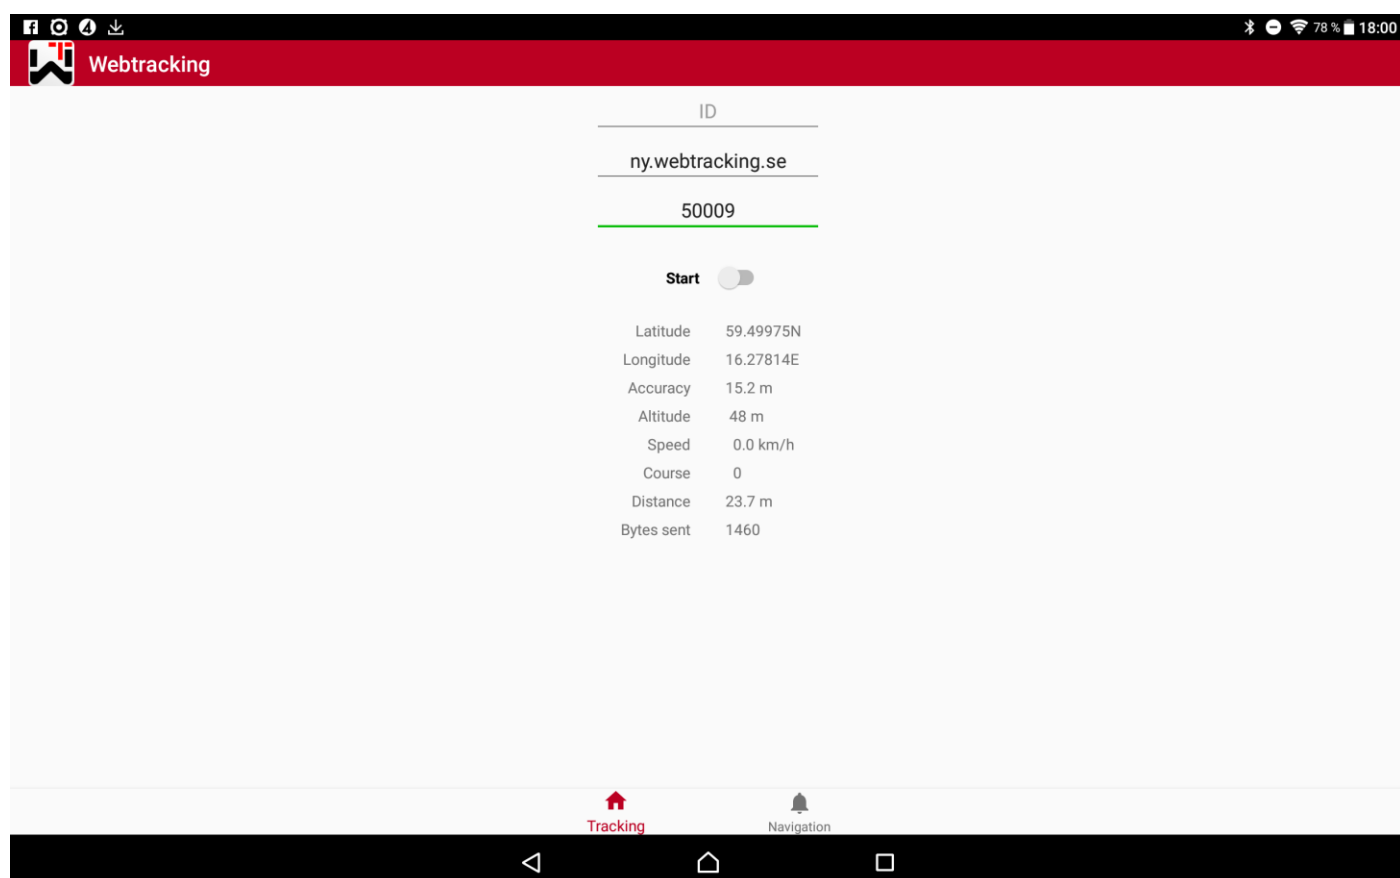 78 % 18:00
Webtracking
ID
ny.webtracking.se
50009
Start
Latitude 59.49975N
Longitude 16.27814E
Accuracy 15.2 m
Altitude 48 m
Speed 0.0 km/h
Course 0
Distance 23.7 m
Bytes sent 1460
Tracking Navigation